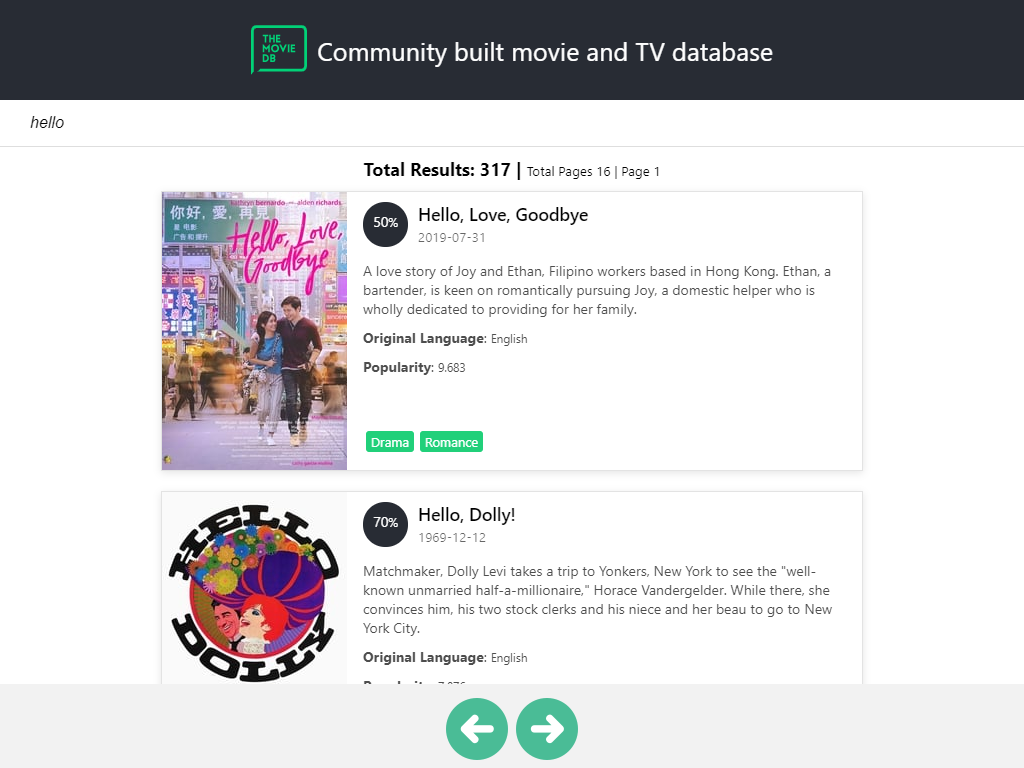 THE
MOVIE
DB
Community built movie and TV database
hello
Total Results: 317 | Total Pages 16 | Page 1
kathryn bernardo — alden richards
你好, 愛, 再見
Hello, Love,
Goodbye
50%
Hello, Love, Goodbye
2019-07-31
A love story of Joy and Ethan, Filipino workers based in Hong Kong. Ethan, a
bartender, is keen on romantically pursuing Joy, a domestic helper who is
wholly dedicated to providing for her family.
Original Language: English
Popularity: 9.683
Drama Romance
HELLO
DOLLY
70%
Hello, Dolly!
1969-12-12
Matchmaker, Dolly Levi takes a trip to Yonkers, New York to see the "well-
known unmarried half-a-millionaire," Horace Vandergelder. While there, she
convinces him, his two stock clerks and his niece and her beau to go to New
York City.
Original Language: English